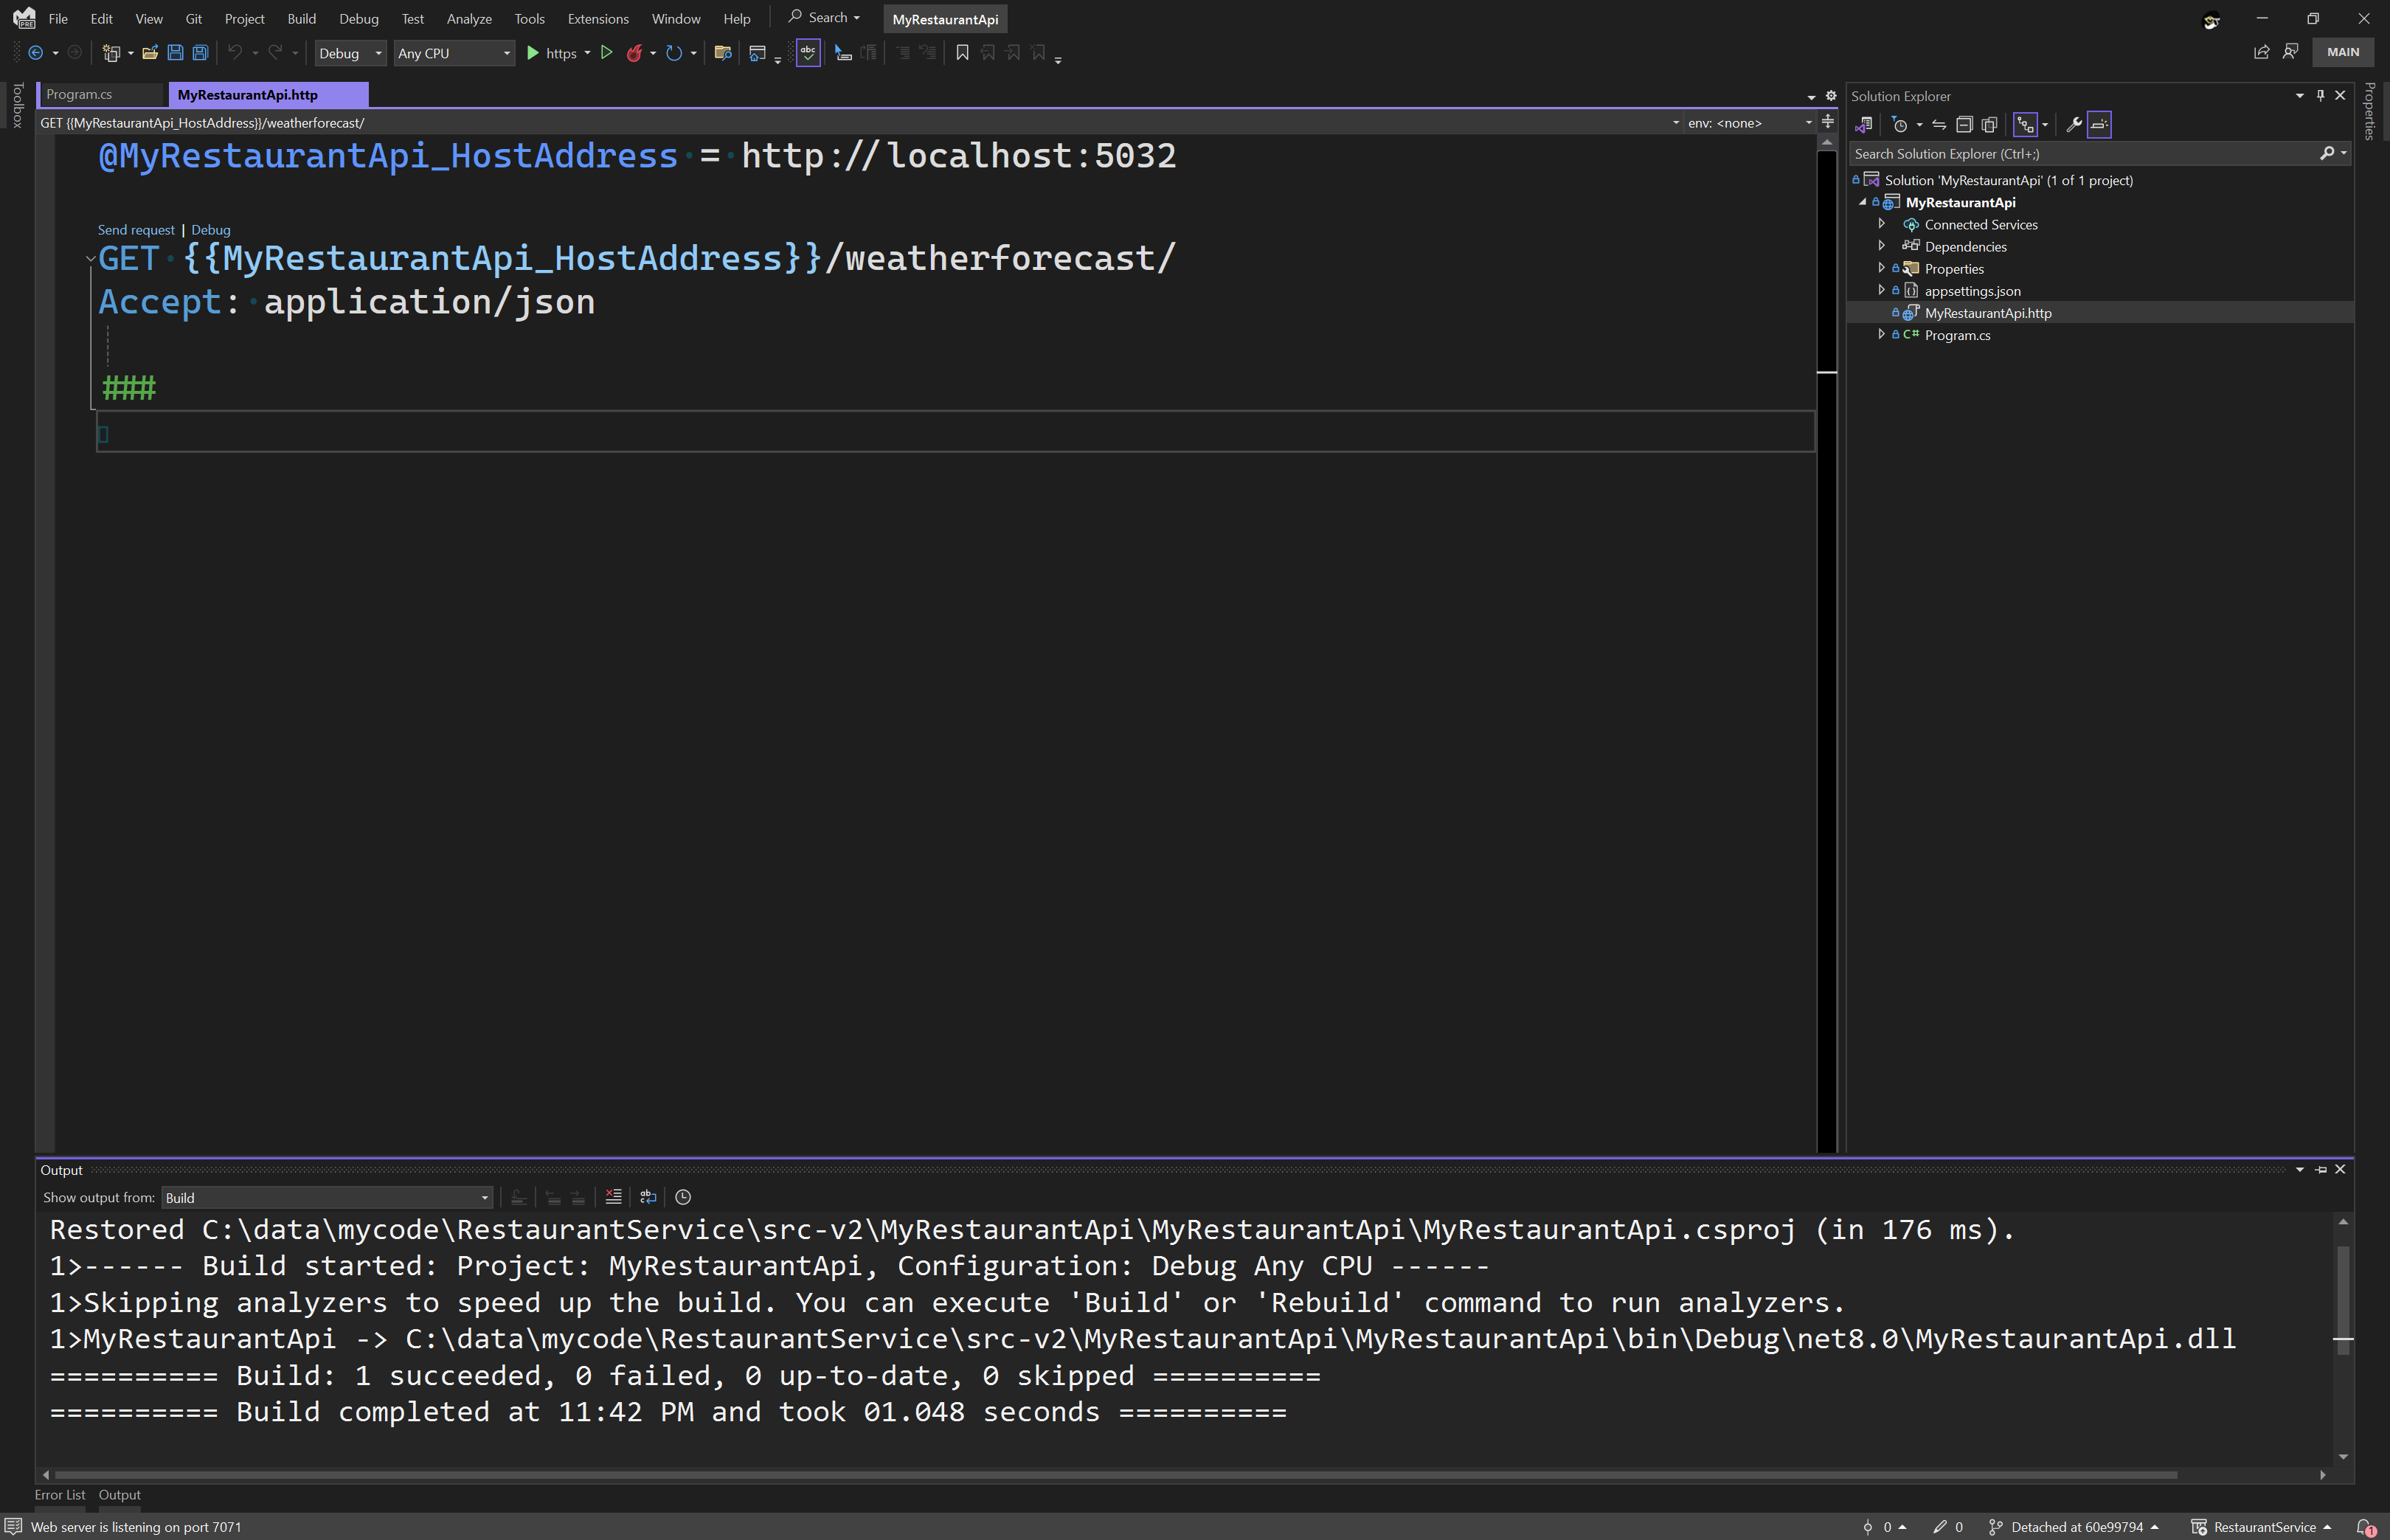 File Edit View Git Project Build Debug Test Analyze Tools Extensions Window Help Search MyRestaurantApi
Debug Any CPU https MAIN
Toolbox
Program.cs MyRestaurantApi.http
GET {{MyRestaurantApi_HostAddress}}/weatherforecast/ env: <none>
@MyRestaurantApi_HostAddress = http://localhost:5032
Send request | Debug
GET {{MyRestaurantApi_HostAddress}}/weatherforecast/
Accept: application/json
###
Solution Explorer
Search Solution Explorer (Ctrl+;)
Solution 'MyRestaurantApi' (1 of 1 project)
MyRestaurantApi
Connected Services
Dependencies
Properties
appsettings.json
MyRestaurantApi.http
C# Program.cs
Properties
Output
Show output from: Build
Restored C:\data\mycode\RestaurantService\src-v2\MyRestaurantApi\MyRestaurantApi\MyRestaurantApi.csproj (in 176 ms).
1>------ Build started: Project: MyRestaurantApi, Configuration: Debug Any CPU ------
1>Skipping analyzers to speed up the build. You can execute 'Build' or 'Rebuild' command to run analyzers.
1>MyRestaurantApi -> C:\data\mycode\RestaurantService\src-v2\MyRestaurantApi\MyRestaurantApi\bin\Debug\net8.0\MyRestaurantApi.dll
========== Build: 1 succeeded, 0 failed, 0 up-to-date, 0 skipped ==========
========== Build completed at 11:42 PM and took 01.048 seconds ==========
Error List Output
Web server is listening on port 7071 0 0 Detached at 60e99794 RestaurantService 1